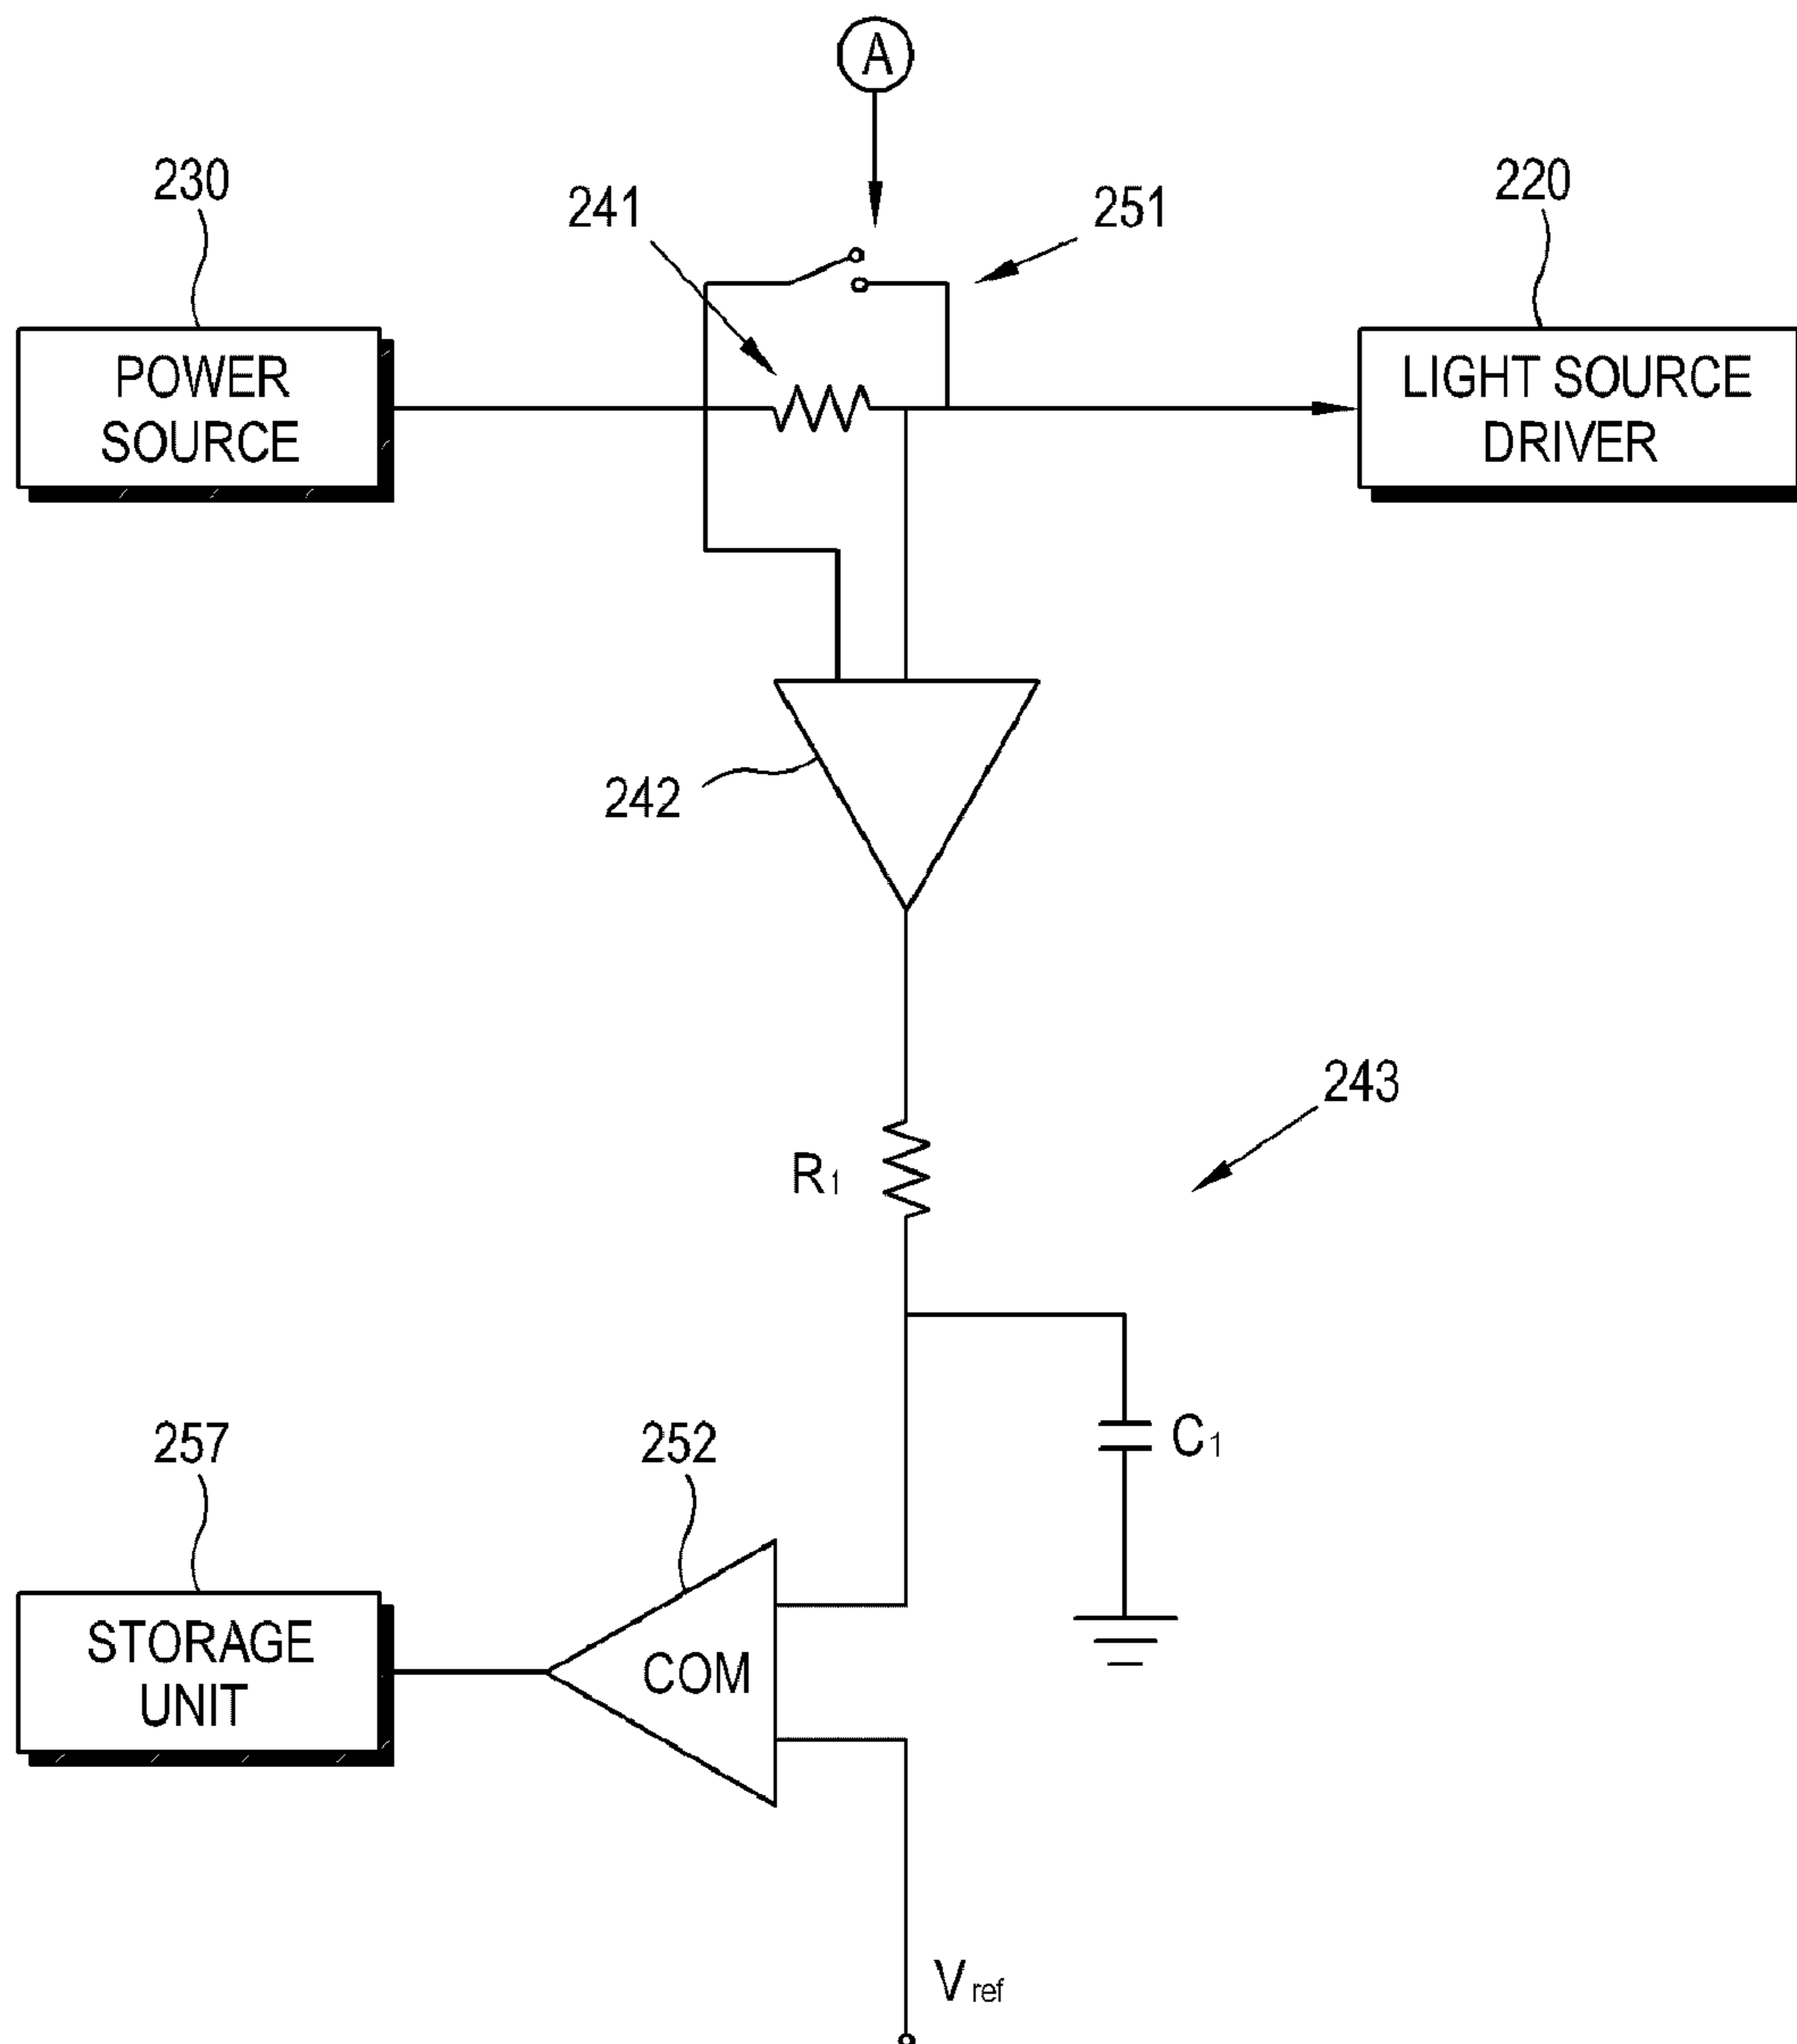 A
230
241
251
220
POWER
SOURCE
LIGHT SOURCE
DRIVER
242
243
R1
257
252
C1
STORAGE
UNIT
COM
Vref